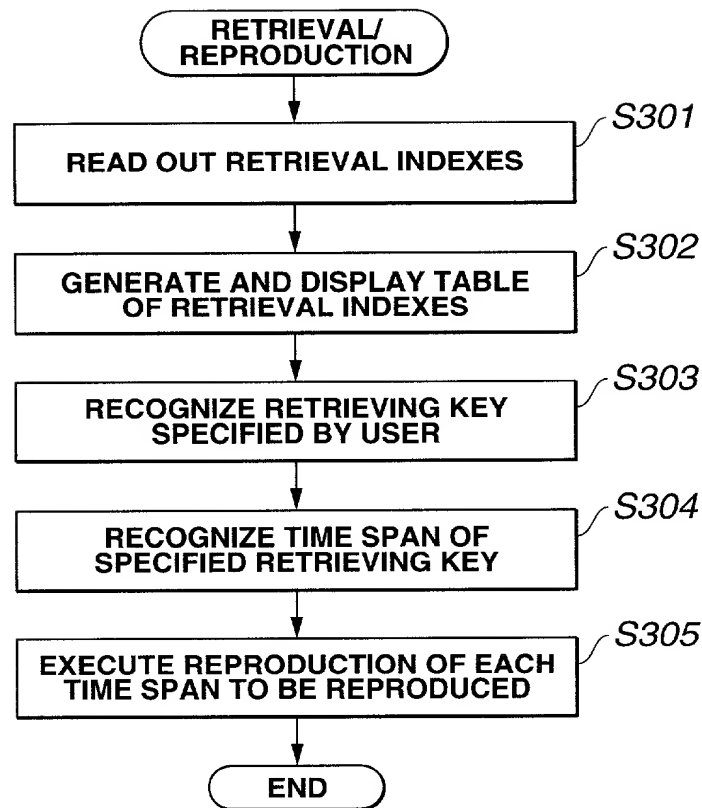 RETRIEVAL/
REPRODUCTION
S301
READ OUT RETRIEVAL INDEXES
S302
GENERATE AND DISPLAY TABLE
OF RETRIEVAL INDEXES
S303
RECOGNIZE RETRIEVING KEY
SPECIFIED BY USER
S304
RECOGNIZE TIME SPAN OF
SPECIFIED RETRIEVING KEY
S305
EXECUTE REPRODUCTION OF EACH
TIME SPAN TO BE REPRODUCED
END